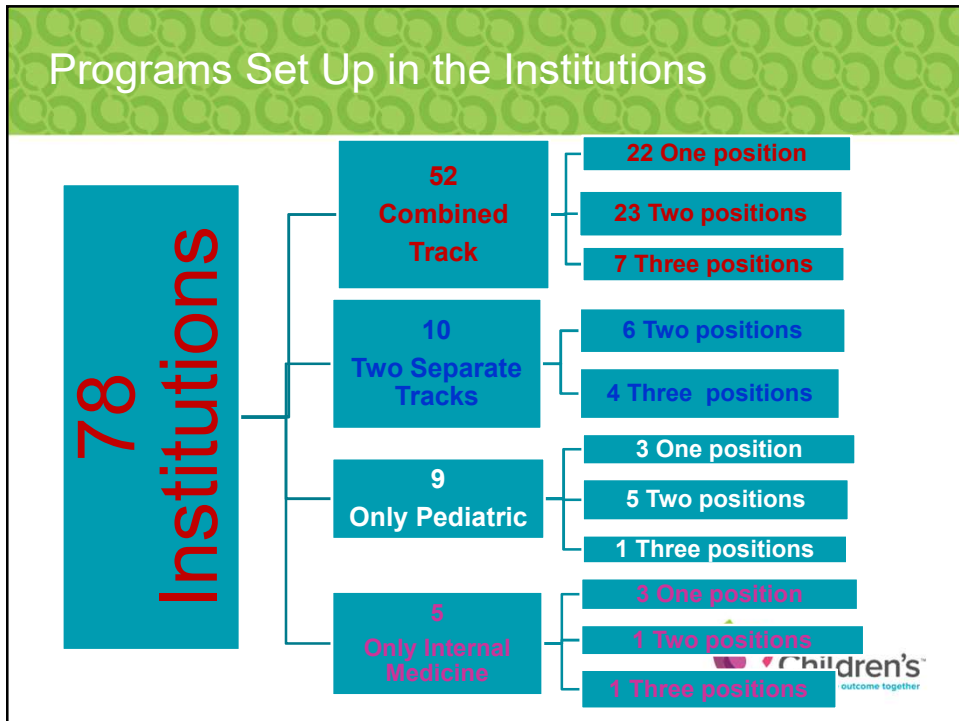 Programs Set Up in the Institutions
78
Institutions
52
Combined
Track
22 One position
23 Two positions
7 Three positions
10
Two Separate
Tracks
6 Two positions
4 Three  positions
9
Only Pediatric
3 One position
5 Two positions
1 Three positions
5
Only Internal
Medicine
3 One position
1 Two positions
1 Three positions
Children's™
outcome together